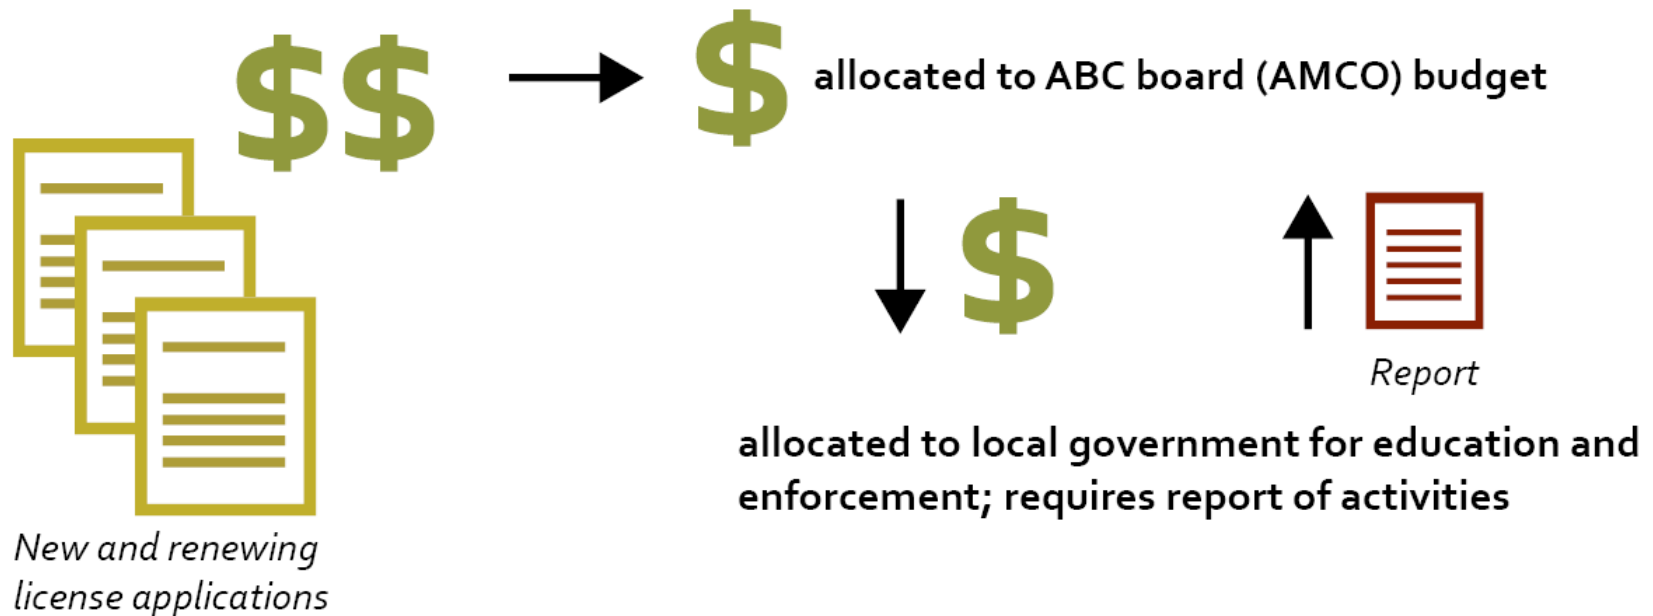 $$
$ allocated to ABC board (AMCO) budget
$
Report
allocated to local government for education and
enforcement; requires report of activities
New and renewing
license applications